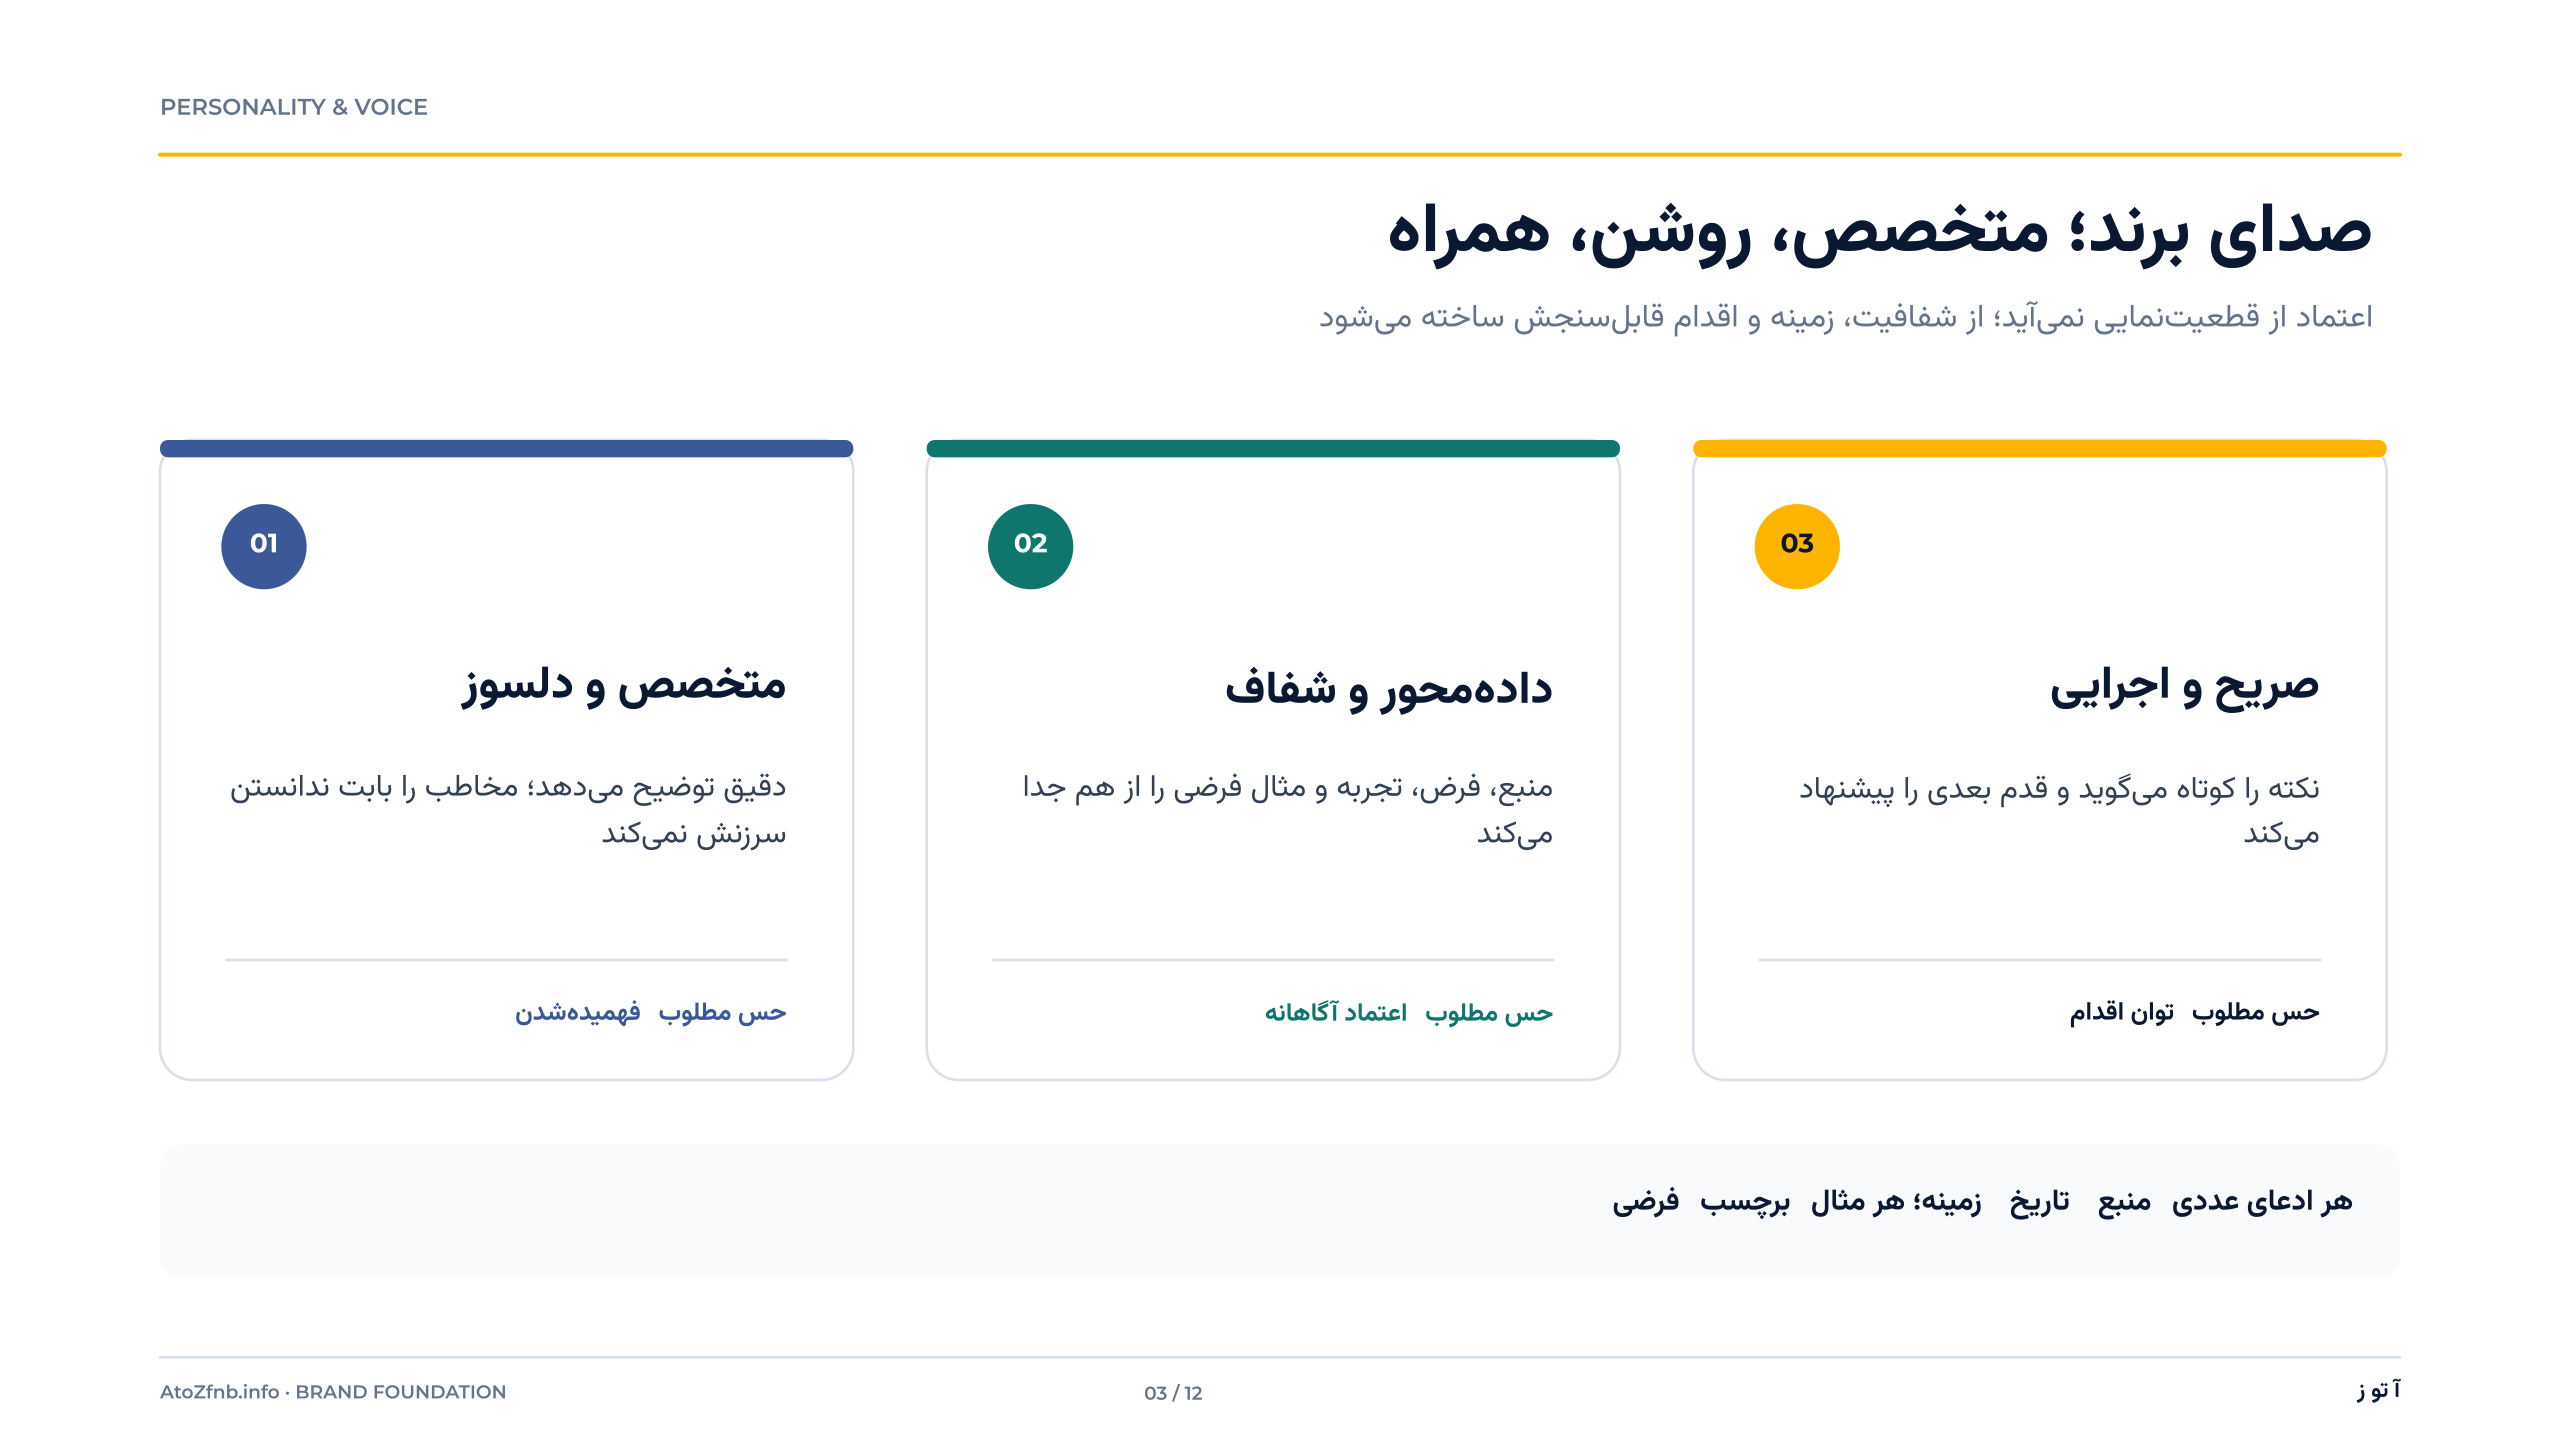 PERSONALITY & VOICE
صدای برند؛ متخصص، روشن، همراه
اعتماد از قطعیت‌نمایی نمی‌آید؛ از شفافیت، زمینه و اقدام قابل‌سنجش ساخته می‌شود
01
متخصص و دلسوز
دقیق توضیح می‌دهد؛ مخاطب را بابت ندانستن
سرزنش نمی‌کند
حس مطلوب فهمیده‌شدن
02
داده‌محور و شفاف
منبع، فرض، تجربه و مثال فرضی را از هم جدا
می‌کند
حس مطلوب اعتماد آگاهانه
03
صریح و اجرایی
نکته را کوتاه می‌گوید و قدم بعدی را پیشنهاد
می‌کند
حس مطلوب توان اقدام
هر ادعای عددی منبع تاریخ زمینه؛ هر مثال برچسب فرضی
AtoZfnb.info · BRAND FOUNDATION
03 / 12
آ تو ز